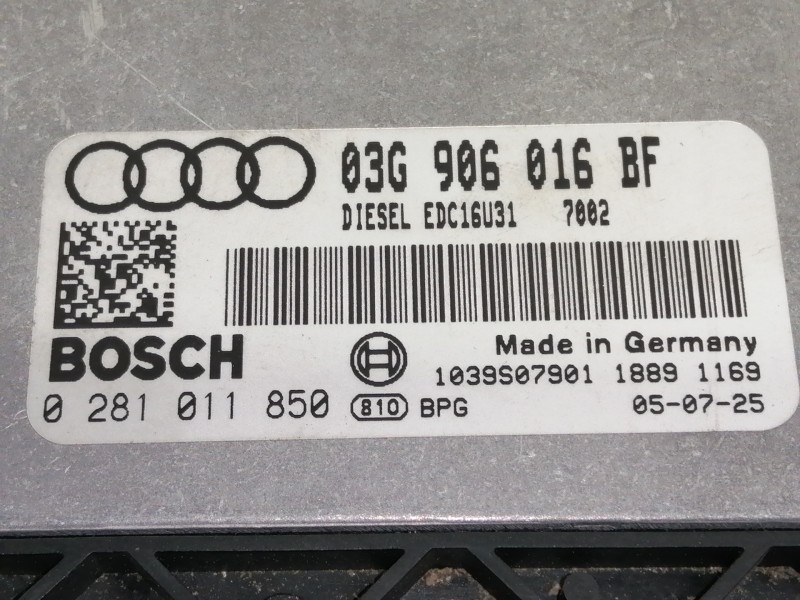 03G 906 016 BF
DIESEL EDC16U31 7002
BOSCH
Made in Germany
1039S07901 1889 1169
0 281 011 850 810 BPG 05-07-25